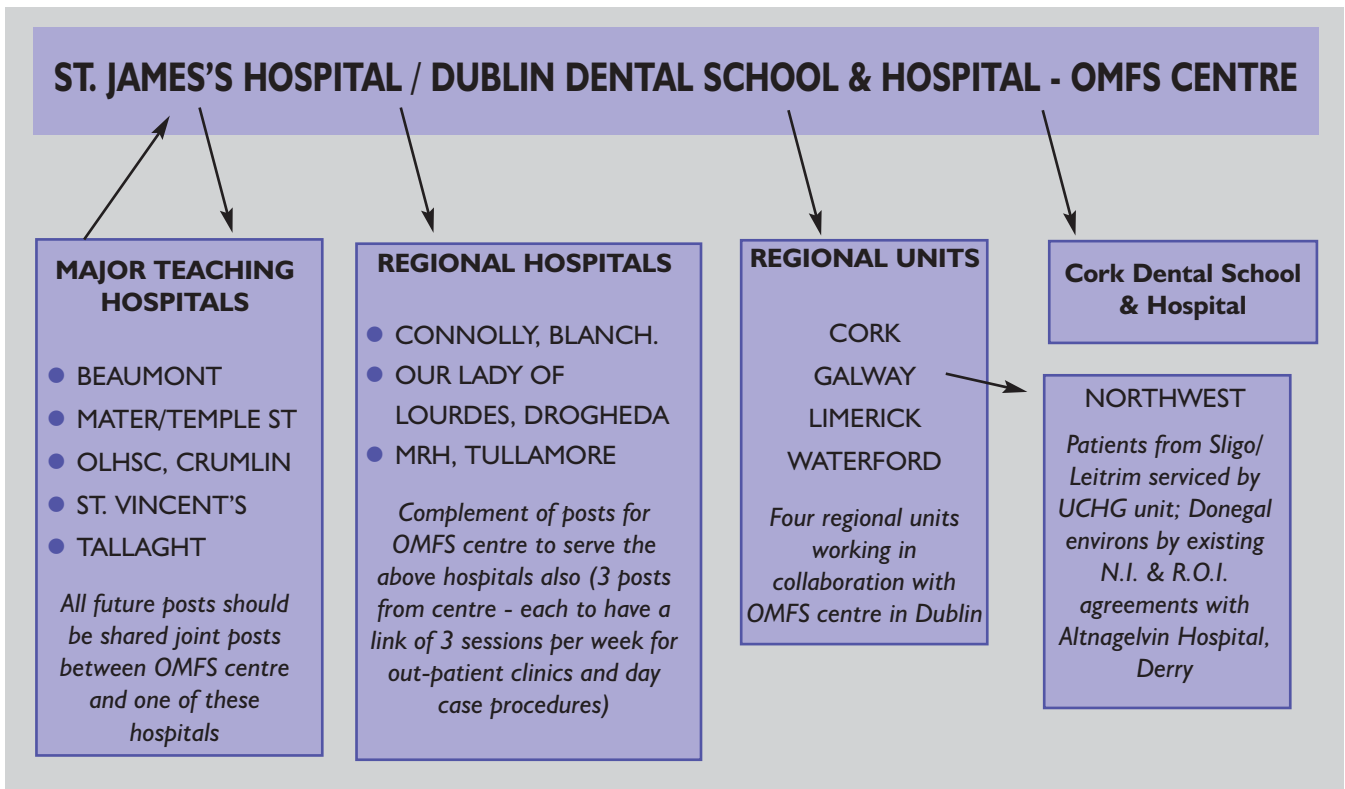 ST. JAMES'S HOSPITAL / DUBLIN DENTAL SCHOOL & HOSPITAL - OMFS CENTRE
MAJOR TEACHING
HOSPITALS
● BEAUMONT
● MATER/TEMPLE ST
● OLHSC, CRUMLIN
● ST. VINCENT'S
● TALLAGHT
All future posts should
be shared joint posts
between OMFS centre
and one of these
hospitals
REGIONAL HOSPITALS
● CONNOLLY, BLANCH.
● OUR LADY OF
LOURDES, DROGHEDA
● MRH, TULLAMORE
Complement of posts for
OMFS centre to serve the
above hospitals also (3 posts
from centre - each to have a
link of 3 sessions per week for
out-patient clinics and day
case procedures)
REGIONAL UNITS
CORK
GALWAY
LIMERICK
WATERFORD
Four regional units
working in
collaboration with
OMFS centre in Dublin
Cork Dental School
& Hospital
NORTHWEST
Patients from Sligo/
Leitrim serviced by
UCHG unit; Donegal
environs by existing
N.I. & R.O.I.
agreements with
Altnagelvin Hospital,
Derry